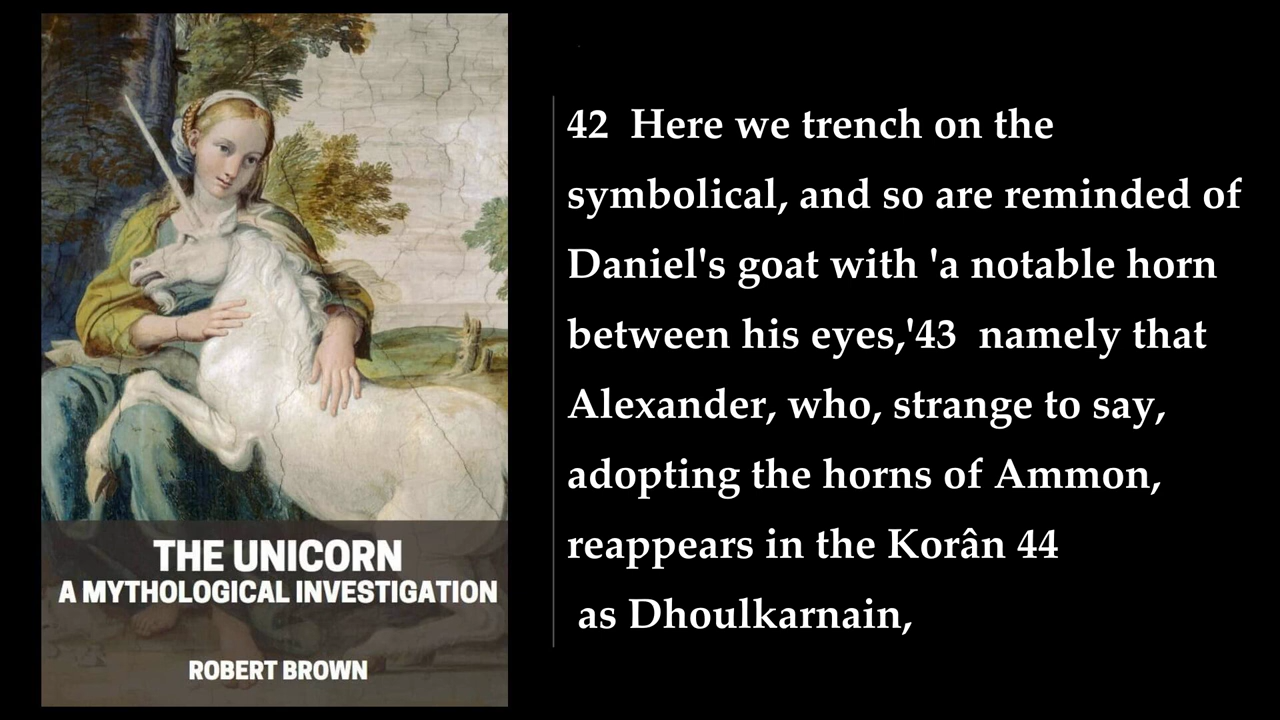 THE UNICORN
A MYTHOLOGICAL INVESTIGATION
ROBERT BROWN
42  Here we trench on the
symbolical, and so are reminded of
Daniel's goat with 'a notable horn
between his eyes,'43  namely that
Alexander, who, strange to say,
adopting the horns of Ammon,
reappears in the Korân 44
as Dhoulkarnain,